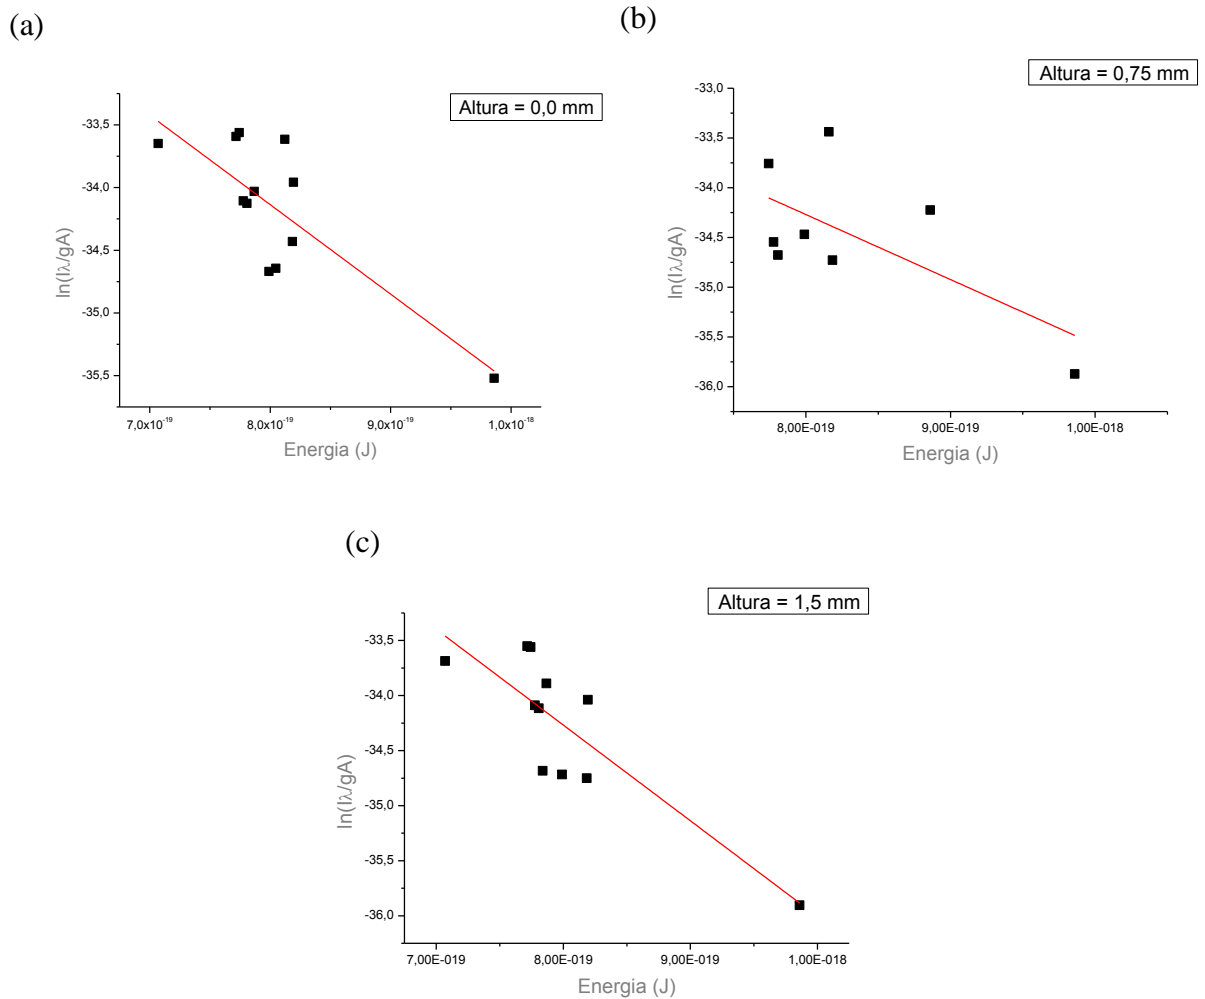 (a)
Altura = 0,0 mm
-33,5
-34,0
-34,5
-35,0
-35,5
ln(Iλ/gA)
7,0x10⁻¹⁹ 8,0x10⁻¹⁹ 9,0x10⁻¹⁹ 1,0x10⁻¹⁸
Energia (J)
(b)
Altura = 0,75 mm
-33,0
-33,5
-34,0
-34,5
-35,0
-35,5
-36,0
ln(Iλ/gA)
8,00E-019 9,00E-019 1,00E-018
Energia (J)
(c)
Altura = 1,5 mm
-33,5
-34,0
-34,5
-35,0
-35,5
-36,0
ln(Iλ/gA)
7,00E-019 8,00E-019 9,00E-019 1,00E-018
Energia (J)